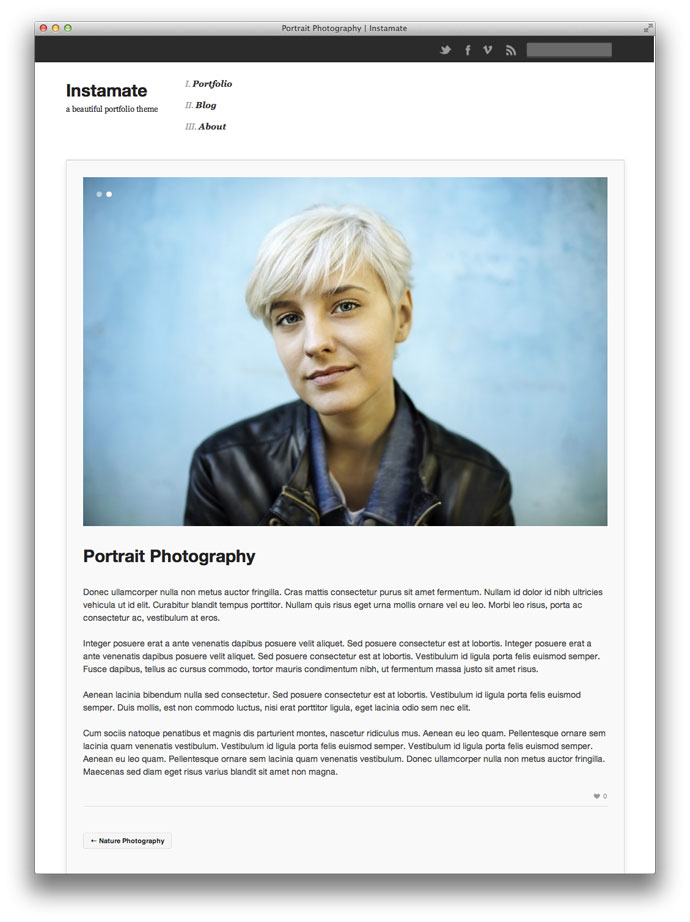 Portrait Photography | Instamate
Instamate
a beautiful portfolio theme
I. Portfolio
II. Blog
III. About
Portrait Photography
Donec ullamcorper nulla non metus auctor fringilla. Cras mattis consectetur purus sit amet fermentum. Nullam id dolor id nibh ultricies
vehicula ut id elit. Curabitur blandit tempus porttitor. Nullam quis risus eget urna mollis ornare vel eu leo. Morbi leo risus, porta ac
consectetur ac, vestibulum at eros.
Integer posuere erat a ante venenatis dapibus posuere velit aliquet. Sed posuere consectetur est at lobortis. Integer posuere erat a
ante venenatis dapibus posuere velit aliquet. Sed posuere consectetur est at lobortis. Vestibulum id ligula porta felis euismod semper.
Fusce dapibus, tellus ac cursus commodo, tortor mauris condimentum nibh, ut fermentum massa justo sit amet risus.
Aenean lacinia bibendum nulla sed consectetur. Sed posuere consectetur est at lobortis. Vestibulum id ligula porta felis euismod
semper. Duis mollis, est non commodo luctus, nisi erat porttitor ligula, eget lacinia odio sem nec elit.
Cum sociis natoque penatibus et magnis dis parturient montes, nascetur ridiculus mus. Aenean eu leo quam. Pellentesque ornare sem
lacinia quam venenatis vestibulum. Vestibulum id ligula porta felis euismod semper. Vestibulum id ligula porta felis euismod semper.
Aenean eu leo quam. Pellentesque ornare sem lacinia quam venenatis vestibulum. Donec ullamcorper nulla non metus auctor fringilla.
Maecenas sed diam eget risus varius blandit sit amet non magna.
0
← Nature Photography